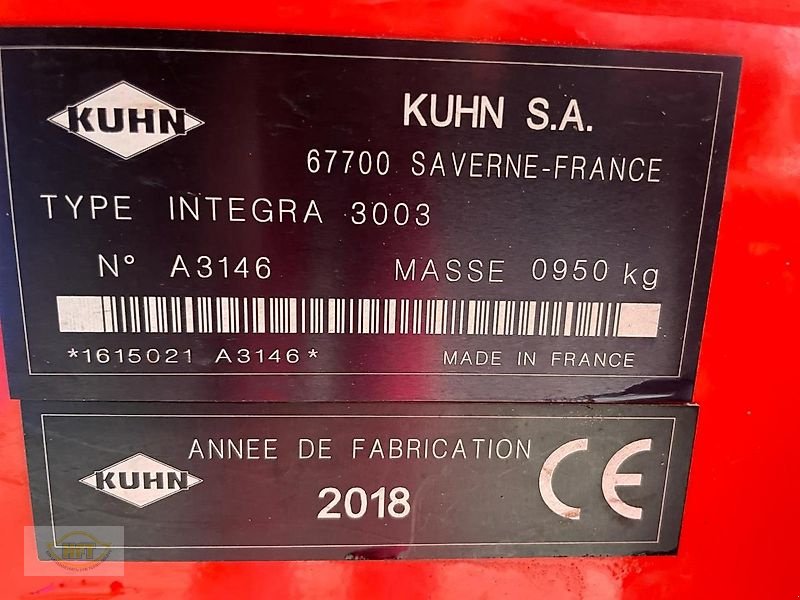 KUHN
KUHN S.A.
67700 SAVERNE-FRANCE
TYPE INTEGRA 3003
N° A3146 MASSE 0950 kg
*1615021 A3146*
MADE IN FRANCE
KUHN
ANNEE DE FABRICATION
2018
CE